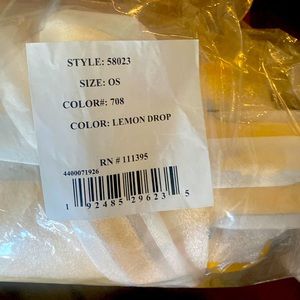 STYLE: 58023
SIZE: OS
COLOR#: 708
COLOR: LEMON DROP
RN # 111395
4400071926
1 92485 29623 5